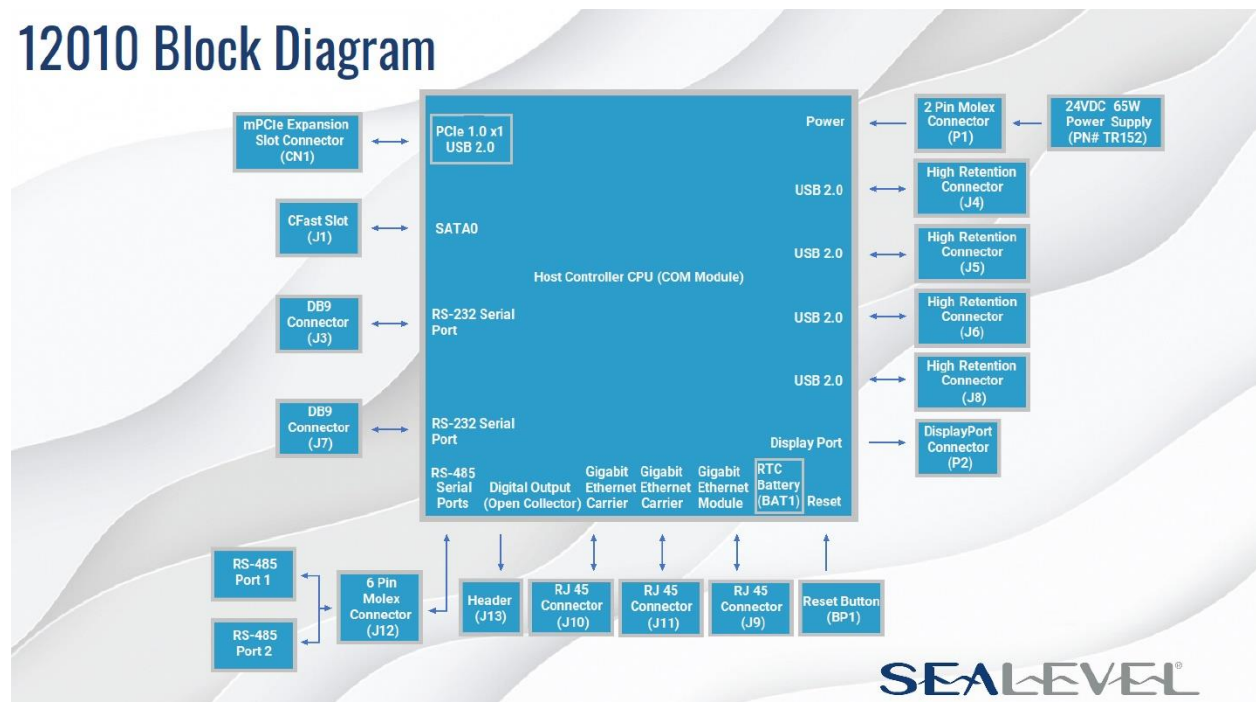 12010 Block Diagram
mPCIe Expansion
Slot Connector
(CN1)
PCIe 1.0 x1
USB 2.0
Power
2 Pin Molex
Connector
(P1)
24VDC 65W
Power Supply
(PN# TR152)
CFast Slot
(J1)
SATA0
USB 2.0
High Retention
Connector
(J4)
USB 2.0
High Retention
Connector
(J5)
Host Controller CPU (COM Module)
DB9
Connector
(J3)
RS-232 Serial
Port
USB 2.0
High Retention
Connector
(J6)
USB 2.0
High Retention
Connector
(J8)
DB9
Connector
(J7)
RS-232 Serial
Port
Display Port
DisplayPort
Connector
(P2)
RS-485
Serial
Ports
Digital Output
(Open Collector)
Gigabit
Ethernet
Carrier
Gigabit
Ethernet
Carrier
Gigabit
Ethernet
Module
RTC
Battery
(BAT1)
Reset
RS-485
Port 1
RS-485
Port 2
6 Pin
Molex
Connector
(J12)
Header
(J13)
RJ 45
Connector
(J10)
RJ 45
Connector
(J11)
RJ 45
Connector
(J9)
Reset Button
(BP1)
SEALEVEL®